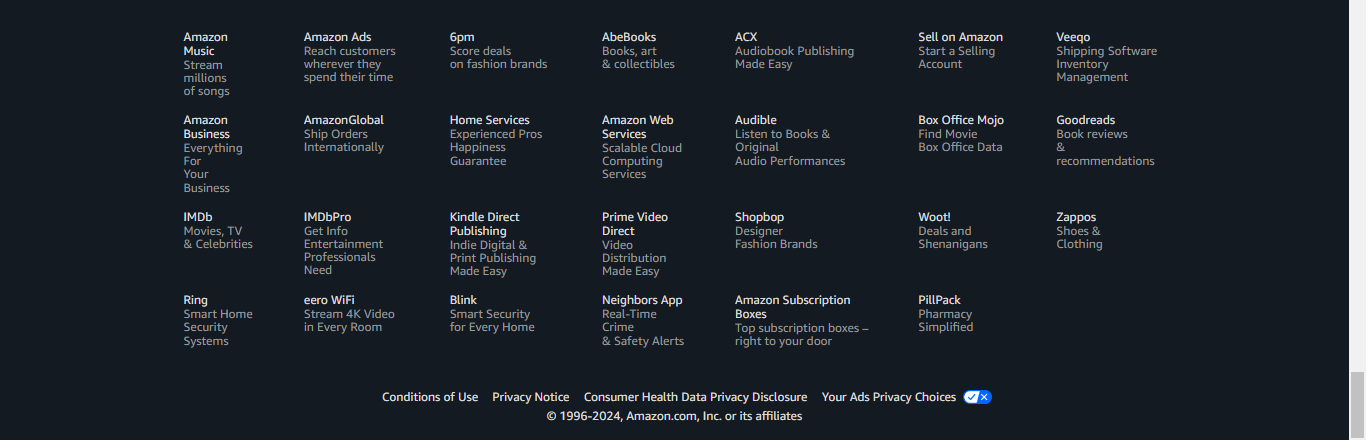 Amazon
Music
Stream
millions
of songs
Amazon Ads
Reach customers
wherever they
spend their time
6pm
Score deals
on fashion brands
AbeBooks
Books, art
& collectibles
ACX
Audiobook Publishing
Made Easy
Sell on Amazon
Start a Selling
Account
Veeqo
Shipping Software
Inventory
Management
Amazon
Business
Everything
For
Your
Business
AmazonGlobal
Ship Orders
Internationally
Home Services
Experienced Pros
Happiness
Guarantee
Amazon Web
Services
Scalable Cloud
Computing
Services
Audible
Listen to Books &
Original
Audio Performances
Box Office Mojo
Find Movie
Box Office Data
Goodreads
Book reviews
&
recommendations
IMDb
Movies, TV
& Celebrities
IMDbPro
Get Info
Entertainment
Professionals
Need
Kindle Direct
Publishing
Indie Digital &
Print Publishing
Made Easy
Prime Video
Direct
Video
Distribution
Made Easy
Shopbop
Designer
Fashion Brands
Woot!
Deals and
Shenanigans
Zappos
Shoes &
Clothing
Ring
Smart Home
Security
Systems
eero WiFi
Stream 4K Video
in Every Room
Blink
Smart Security
for Every Home
Neighbors App
Real-Time
Crime
& Safety Alerts
Amazon Subscription
Boxes
Top subscription boxes –
right to your door
PillPack
Pharmacy
Simplified
Conditions of Use Privacy Notice Consumer Health Data Privacy Disclosure Your Ads Privacy Choices
© 1996-2024, Amazon.com, Inc. or its affiliates